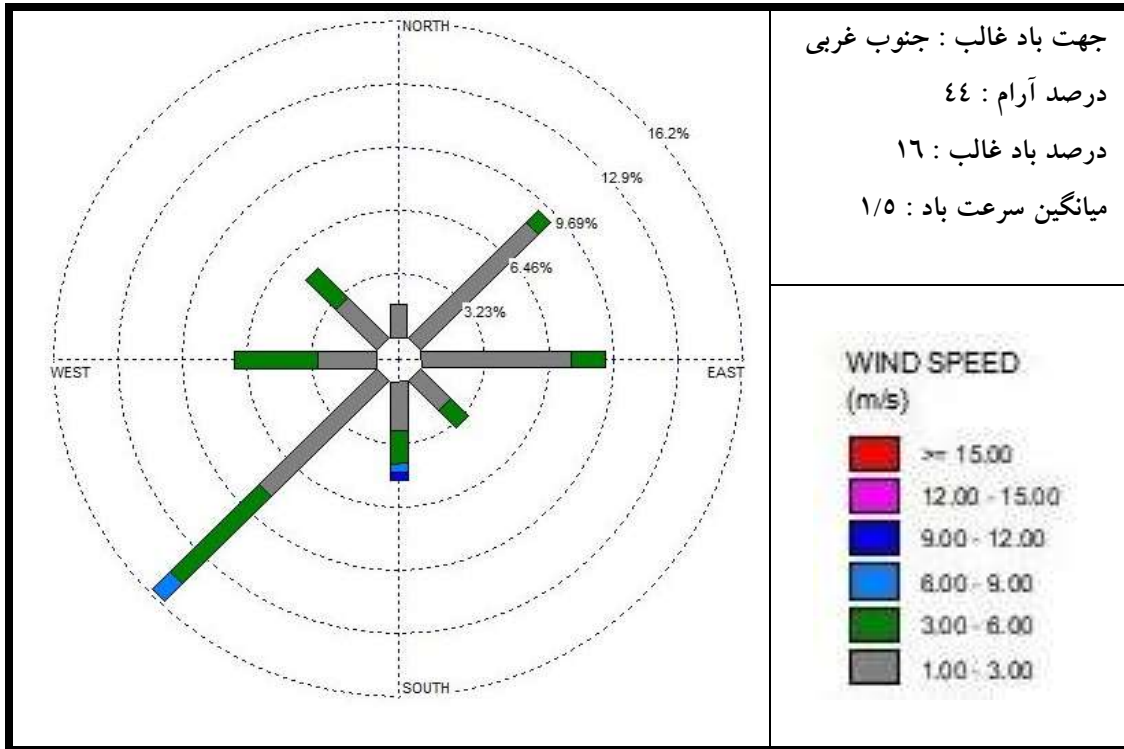 NORTH
16.2%
12.9%
9.69%
6.46%
3.23%
WEST
EAST
SOUTH
جهت باد غالب : جنوب غربی
درصد آرام : ٤٤
درصد باد غالب : ١٦
میانگین سرعت باد : ١/٥
WIND SPEED
(m/s)
>= 15.00
12.00 - 15.00
9.00 - 12.00
6.00 - 9.00
3.00 - 6.00
1.00 - 3.00